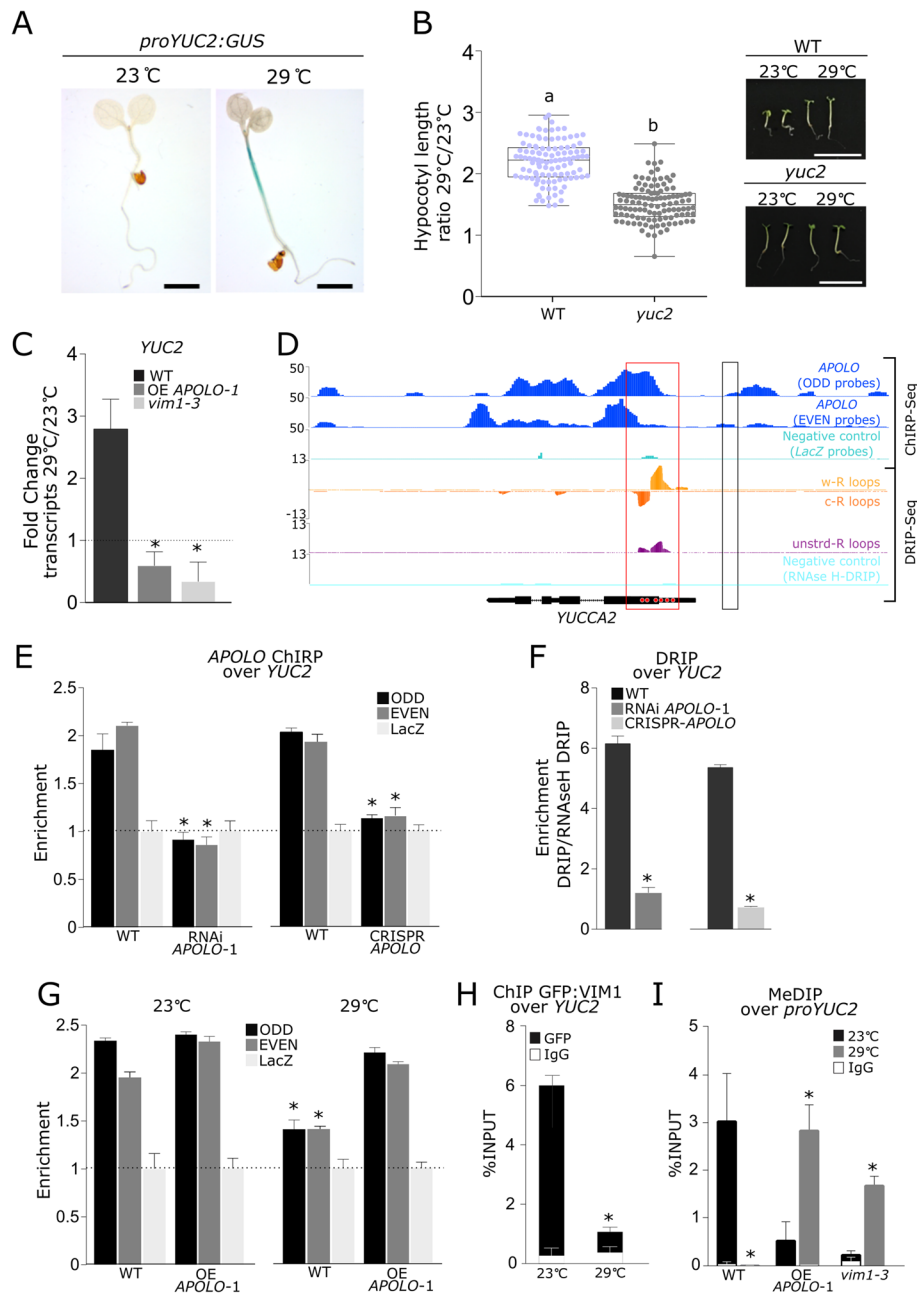 A
proYUC2:GUS
23℃
29℃
B
Hypocotyl length
ratio 29℃/23℃
4
3
2
1
0
a
b
WT
yuc2
WT
23℃
29℃
yuc2
23℃
29℃
C
YUC2
Fold Change
transcripts 29℃/23℃
4
3
2
1
0
WT
OE APOLO-1
vim1-3
*
*
D
50
50
50
13
-13
13
13
APOLO
(ODD probes)
APOLO
(EVEN probes)
Negative control
(LacZ probes)
w-R loops
c-R loops
unstrd-R loops
Negative control
(RNAse H-DRIP)
YUCCA2
ChIRP-Seq
DRIP-Seq
E
APOLO ChIRP
over YUC2
Enrichment
2.5
2
1.5
1
0.5
0
ODD
EVEN
LacZ
* *
* *
WT
RNAi
APOLO-1
WT
CRISPR
APOLO
F
DRIP
over YUC2
Enrichment
DRIP/RNAseH DRIP
8
6
4
2
0
WT
RNAi APOLO-1
CRISPR-APOLO
*
*
G
23℃
29℃
Enrichment
2.5
2
1.5
1
0.5
0
ODD
EVEN
LacZ
* *
WT
OE
APOLO-1
WT
OE
APOLO-1
H
ChIP GFP:VIM1
over YUC2
%INPUT
8
6
4
2
0
GFP
IgG
*
23℃
29℃
I
MeDIP
over proYUC2
%INPUT
5
4
3
2
1
0
23℃
29℃
IgG
*
*
*
WT
OE
APOLO-1
vim1-3